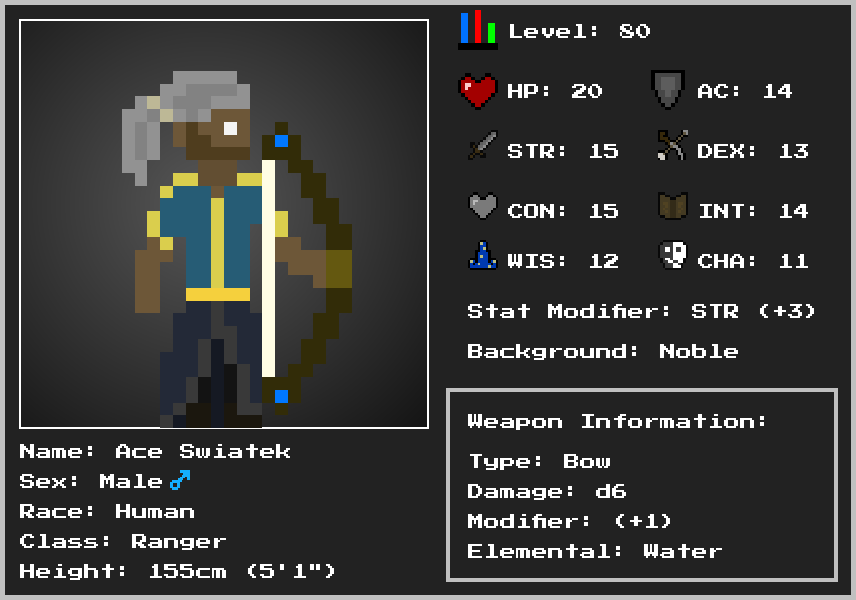 Level: 80
HP: 20 AC: 14
STR: 15 DEX: 13
CON: 15 INT: 14
WIS: 12 CHA: 11
Stat Modifier: STR (+3)
Background: Noble
Weapon Information:
Type: Bow
Damage: d6
Modifier: (+1)
Elemental: Water
Name: Ace Swiatek
Sex: Male ♂
Race: Human
Class: Ranger
Height: 155cm (5'1")